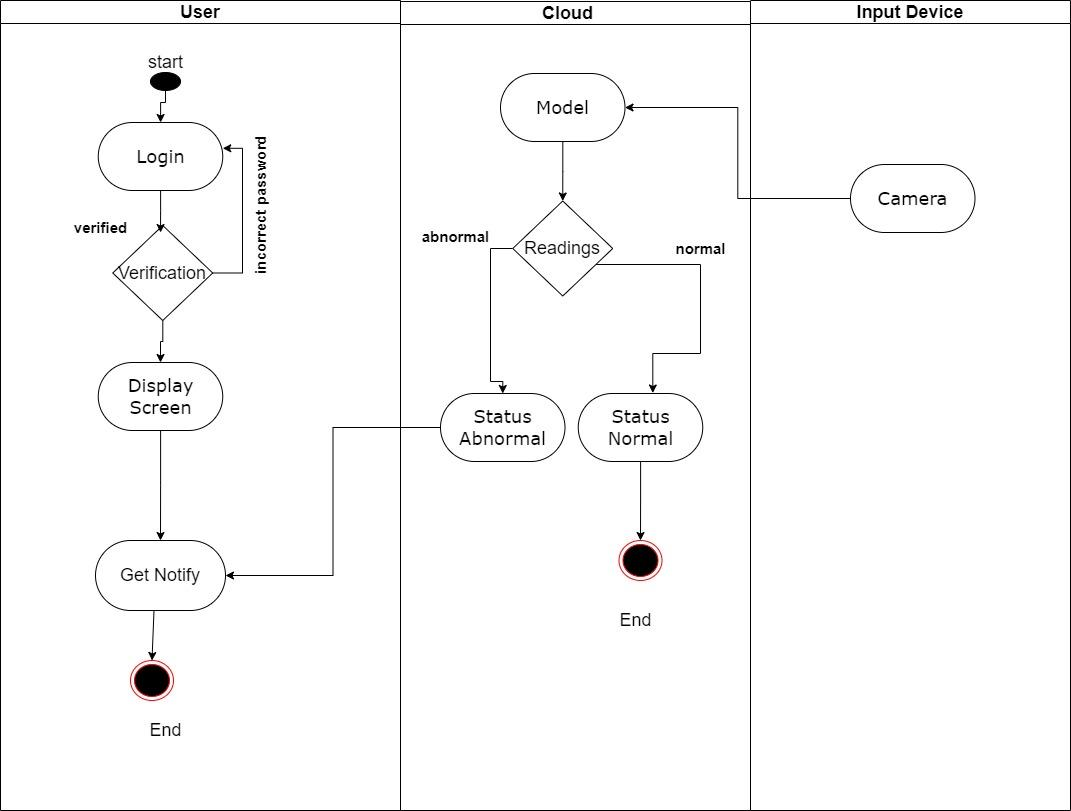 User
Cloud
Input Device
start
Login
verified
incorrect password
Verification
Display
Screen
Get Notify
End
Model
Readings
abnormal
normal
Status
Abnormal
Status
Normal
End
Camera